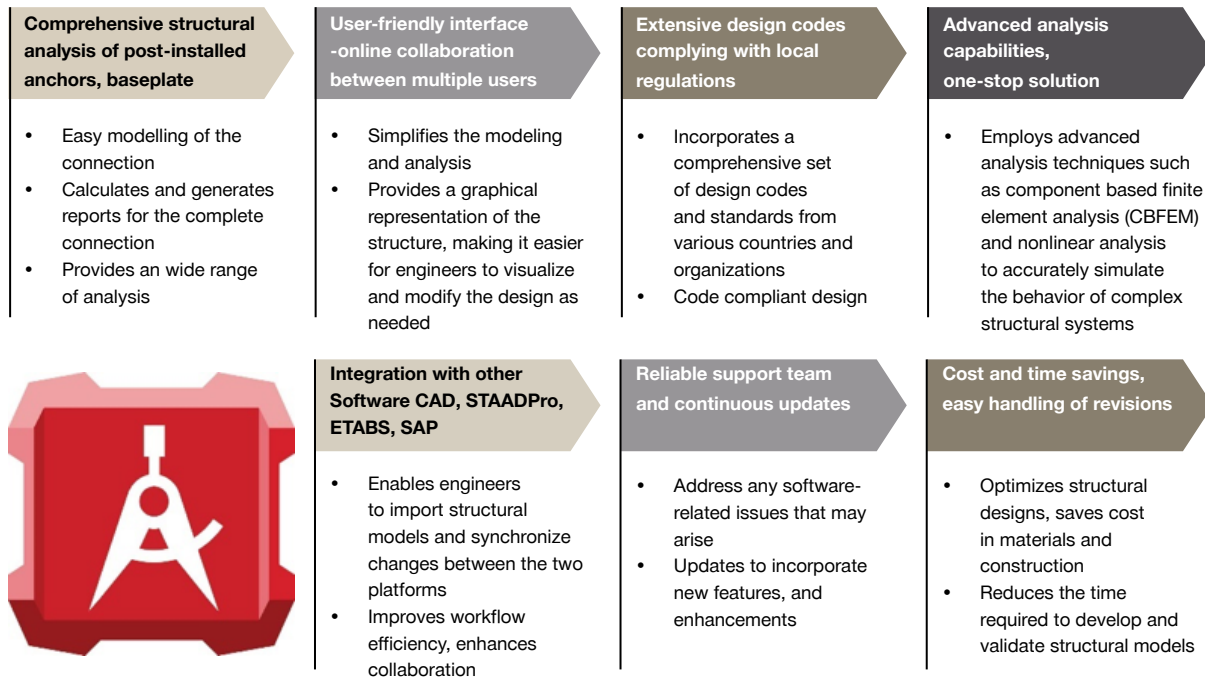 Comprehensive structural
analysis of post-installed
anchors, baseplate
• Easy modelling of the
connection
• Calculates and generates
reports for the complete
connection
• Provides an wide range
of analysis
User-friendly interface
-online collaboration
between multiple users
• Simplifies the modeling
and analysis
• Provides a graphical
representation of the
structure, making it easier
for engineers to visualize
and modify the design as
needed
Extensive design codes
complying with local
regulations
• Incorporates a
comprehensive set
of design codes
and standards from
various countries and
organizations
• Code compliant design
Advanced analysis
capabilities,
one-stop solution
• Employs advanced
analysis techniques such
as component based finite
element analysis (CBFEM)
and nonlinear analysis
to accurately simulate
the behavior of complex
structural systems
Integration with other
Software CAD, STAADPro,
ETABS, SAP
• Enables engineers
to import structural
models and synchronize
changes between the two
platforms
• Improves workflow
efficiency, enhances
collaboration
Reliable support team
and continuous updates
• Address any software-
related issues that may
arise
• Updates to incorporate
new features, and
enhancements
Cost and time savings,
easy handling of revisions
• Optimizes structural
designs, saves cost
in materials and
construction
• Reduces the time
required to develop and
validate structural models